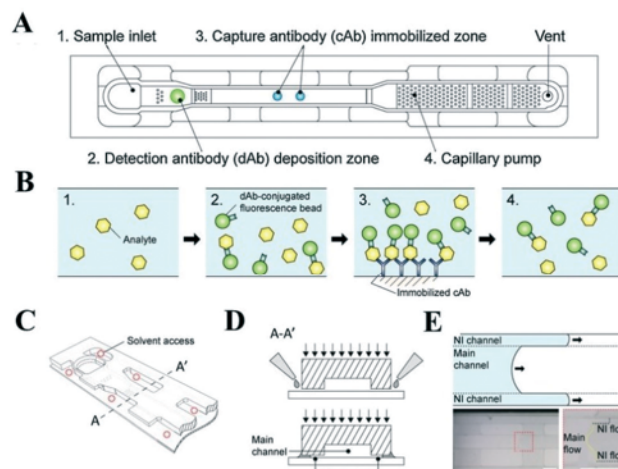 A
1. Sample inlet
3. Capture antibody (cAb) immobilized zone
Vent
2. Detection antibody (dAb) deposition zone
4. Capillary pump
B
1.
Analyte
2.
dAb-conjugated
fluorescence bead
3.
Immobilized cAb
4.
C
Solvent access
A'
A
D
A-A'
Main
channel
E
NI channel
Main
channel
NI channel
Main
flow
NI flo
NI flo